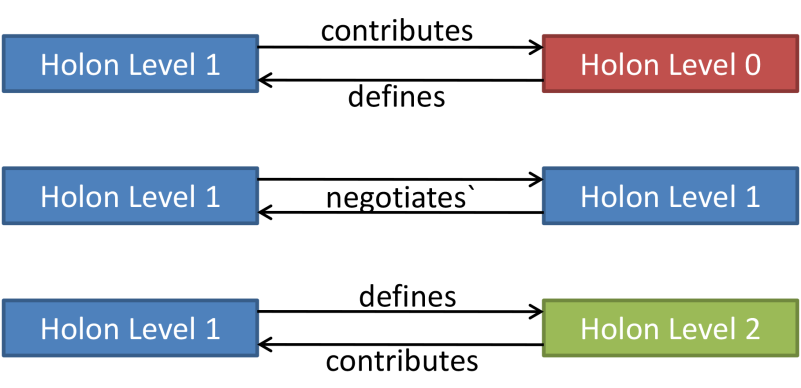 contributes
Holon Level 1
Holon Level 0
defines
Holon Level 1
negotiates`
Holon Level 1
defines
Holon Level 1
Holon Level 2
contributes